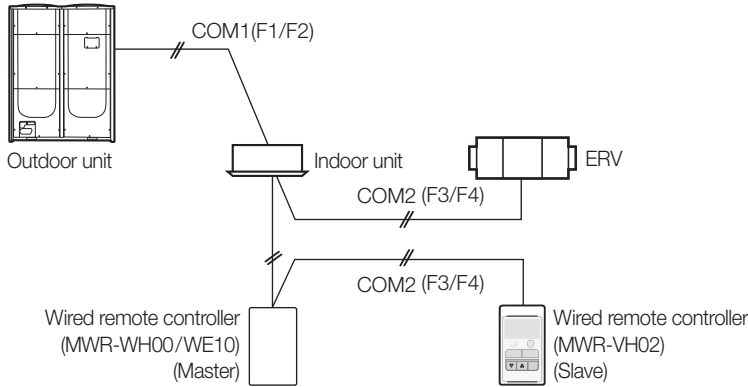 COM1(F1/F2)
Outdoor unit
Indoor unit
ERV
COM2 (F3/F4)
COM2 (F3/F4)
Wired remote controller
(MWR-WH00/WE10)
(Master)
Wired remote controller
(MWR-VH02)
(Slave)